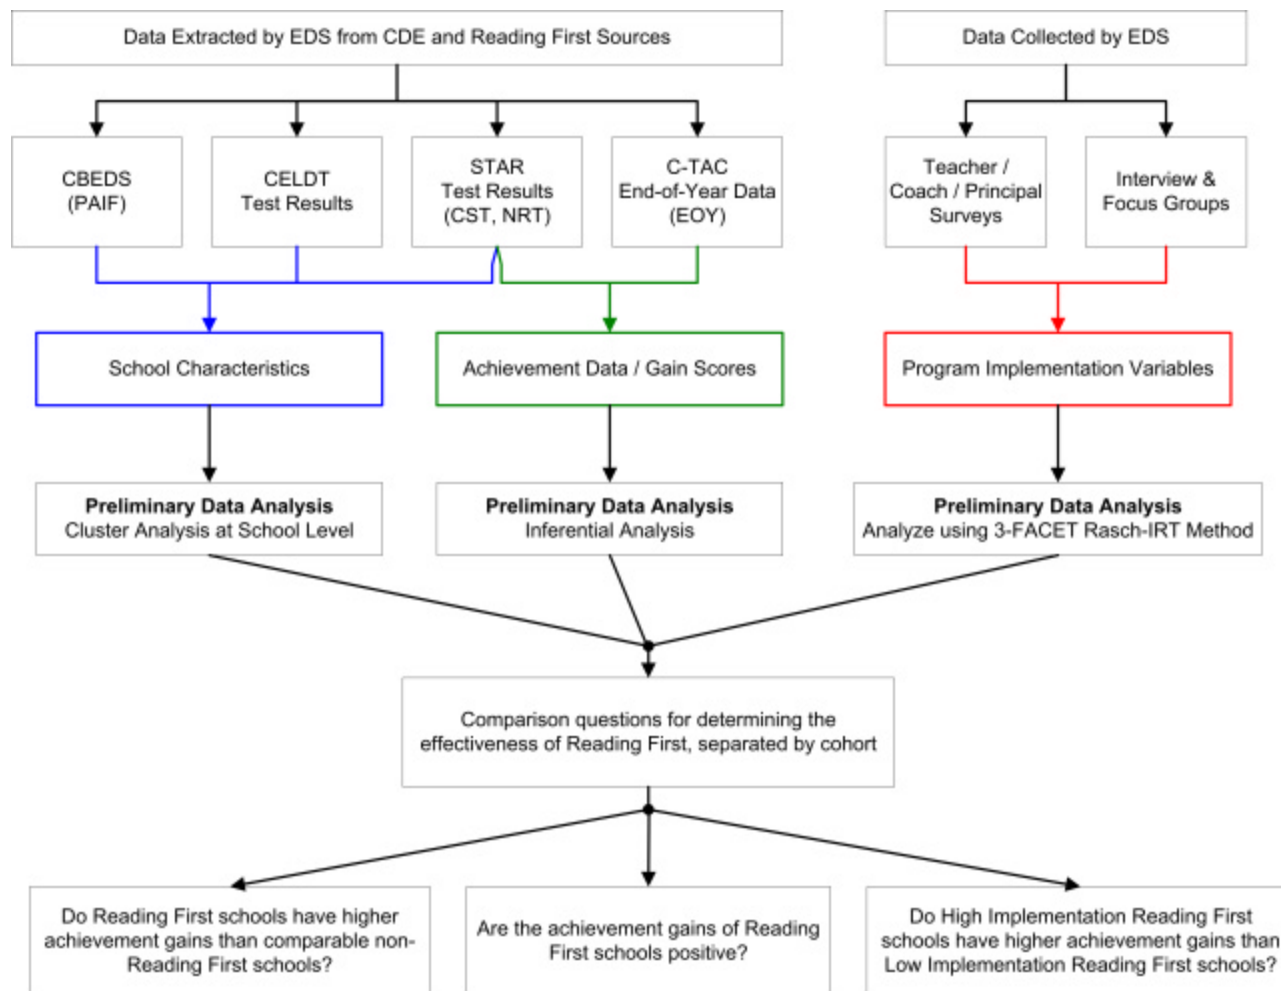 Data Extracted by EDS from CDE and Reading First Sources
Data Collected by EDS
CBEDS
(PAIF)
CELDT
Test Results
STAR
Test Results
(CST, NRT)
C-TAC
End-of-Year Data
(EOY)
Teacher /
Coach / Principal
Surveys
Interview &
Focus Groups
School Characteristics
Achievement Data / Gain Scores
Program Implementation Variables
Preliminary Data Analysis
Cluster Analysis at School Level
Preliminary Data Analysis
Inferential Analysis
Preliminary Data Analysis
Analyze using 3-FACET Rasch-IRT Method
Comparison questions for determining the
effectiveness of Reading First, separated by cohort
Do Reading First schools have higher
achievement gains than comparable non-
Reading First schools?
Are the achievement gains of Reading
First schools positive?
Do High Implementation Reading First
schools have higher achievement gains than
Low Implementation Reading First schools?